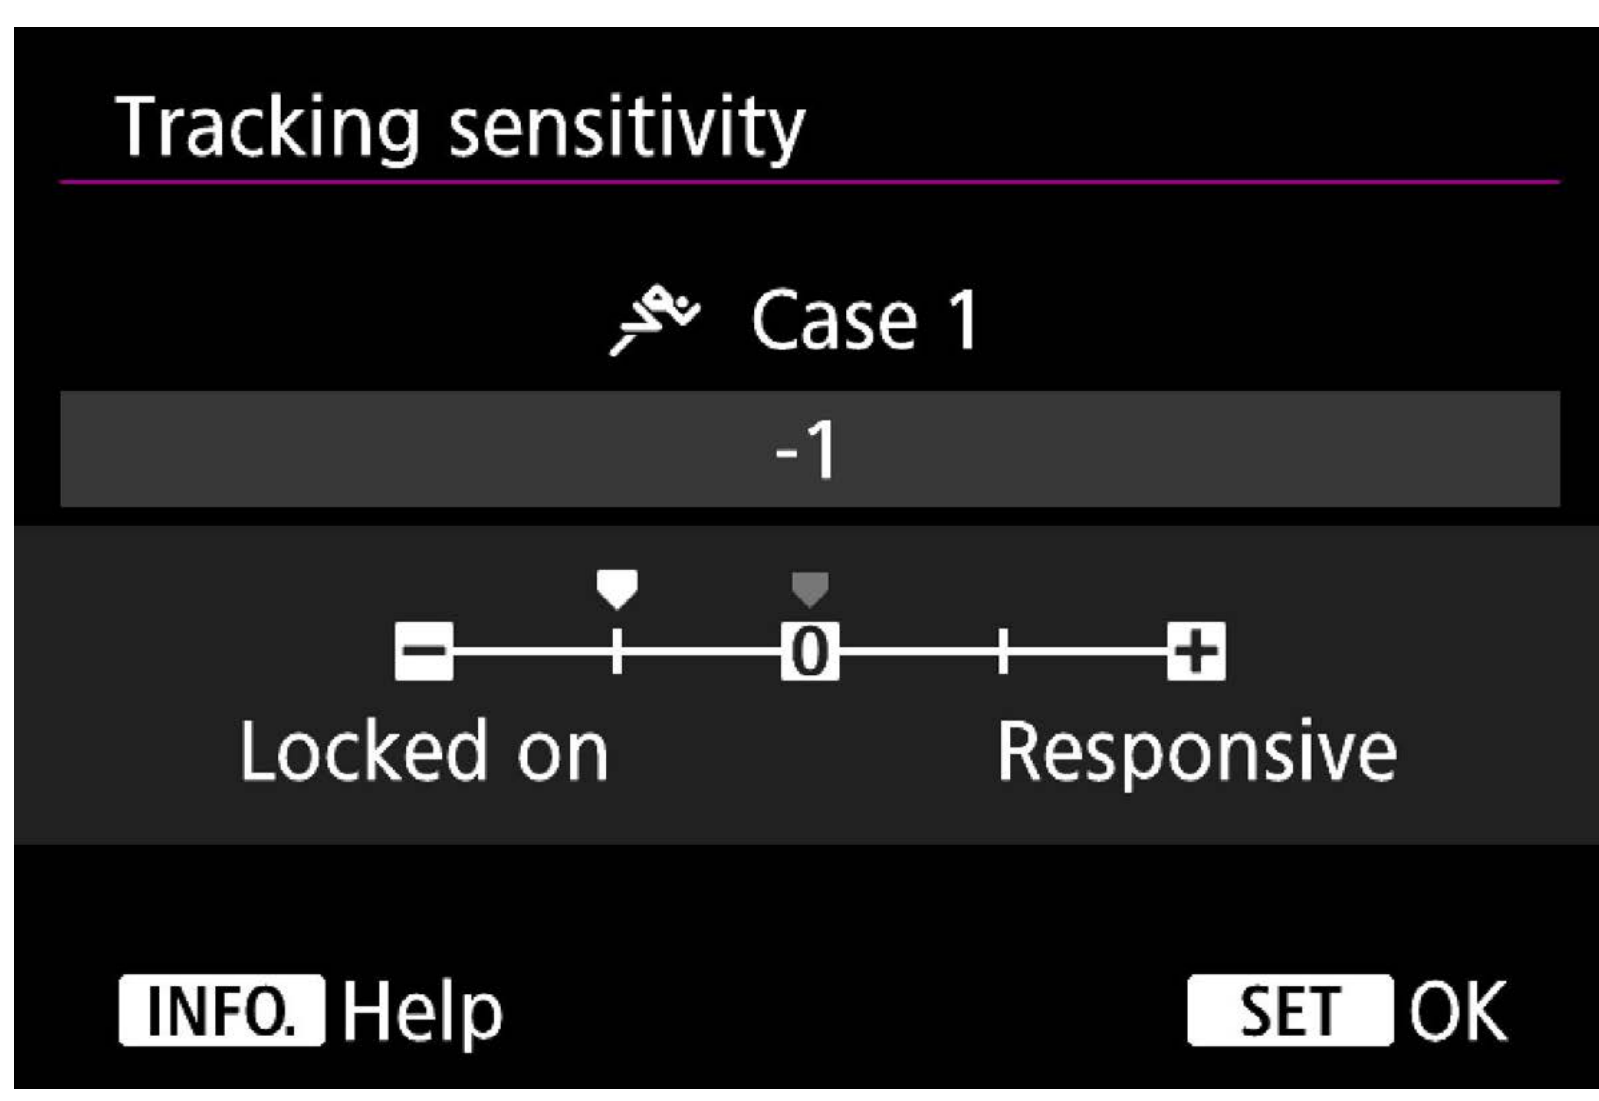 Tracking sensitivity
Case 1
-1
− 0 +
Locked on Responsive
INFO. Help SET OK